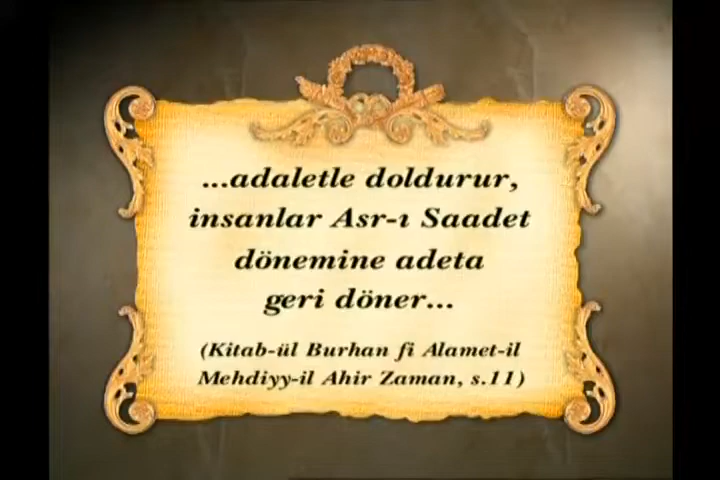 ...adaletle doldurur,
insanlar Asr-ı Saadet
dönemine adeta
geri döner...
(Kitab-ül Burhan fi Alamet-il
Mehdiyy-il Ahir Zaman, s.11)